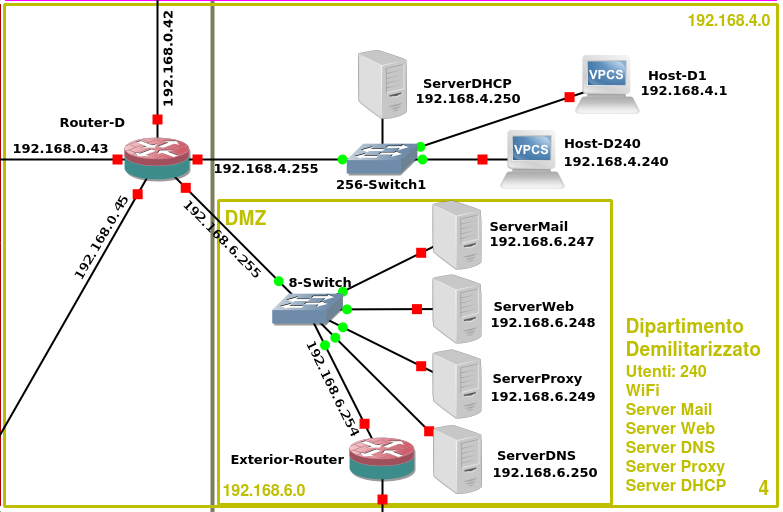 192.168.4.0
192.168.0.42
ServerDHCP
192.168.4.250
VPCS
Host-D1
192.168.4.1
Router-D
192.168.0.43
192.168.4.255
256-Switch1
VPCS
Host-D240
192.168.4.240
192.168.0.45
192.168.6.255
DMZ
ServerMail
192.168.6.247
8-Switch
ServerWeb
192.168.6.248
192.168.6.254
ServerProxy
192.168.6.249
Exterior-Router
ServerDNS
192.168.6.250
192.168.6.0
Dipartimento
Demilitarizzato
Utenti: 240
WiFi
Server Mail
Server Web
Server DNS
Server Proxy
Server DHCP
4